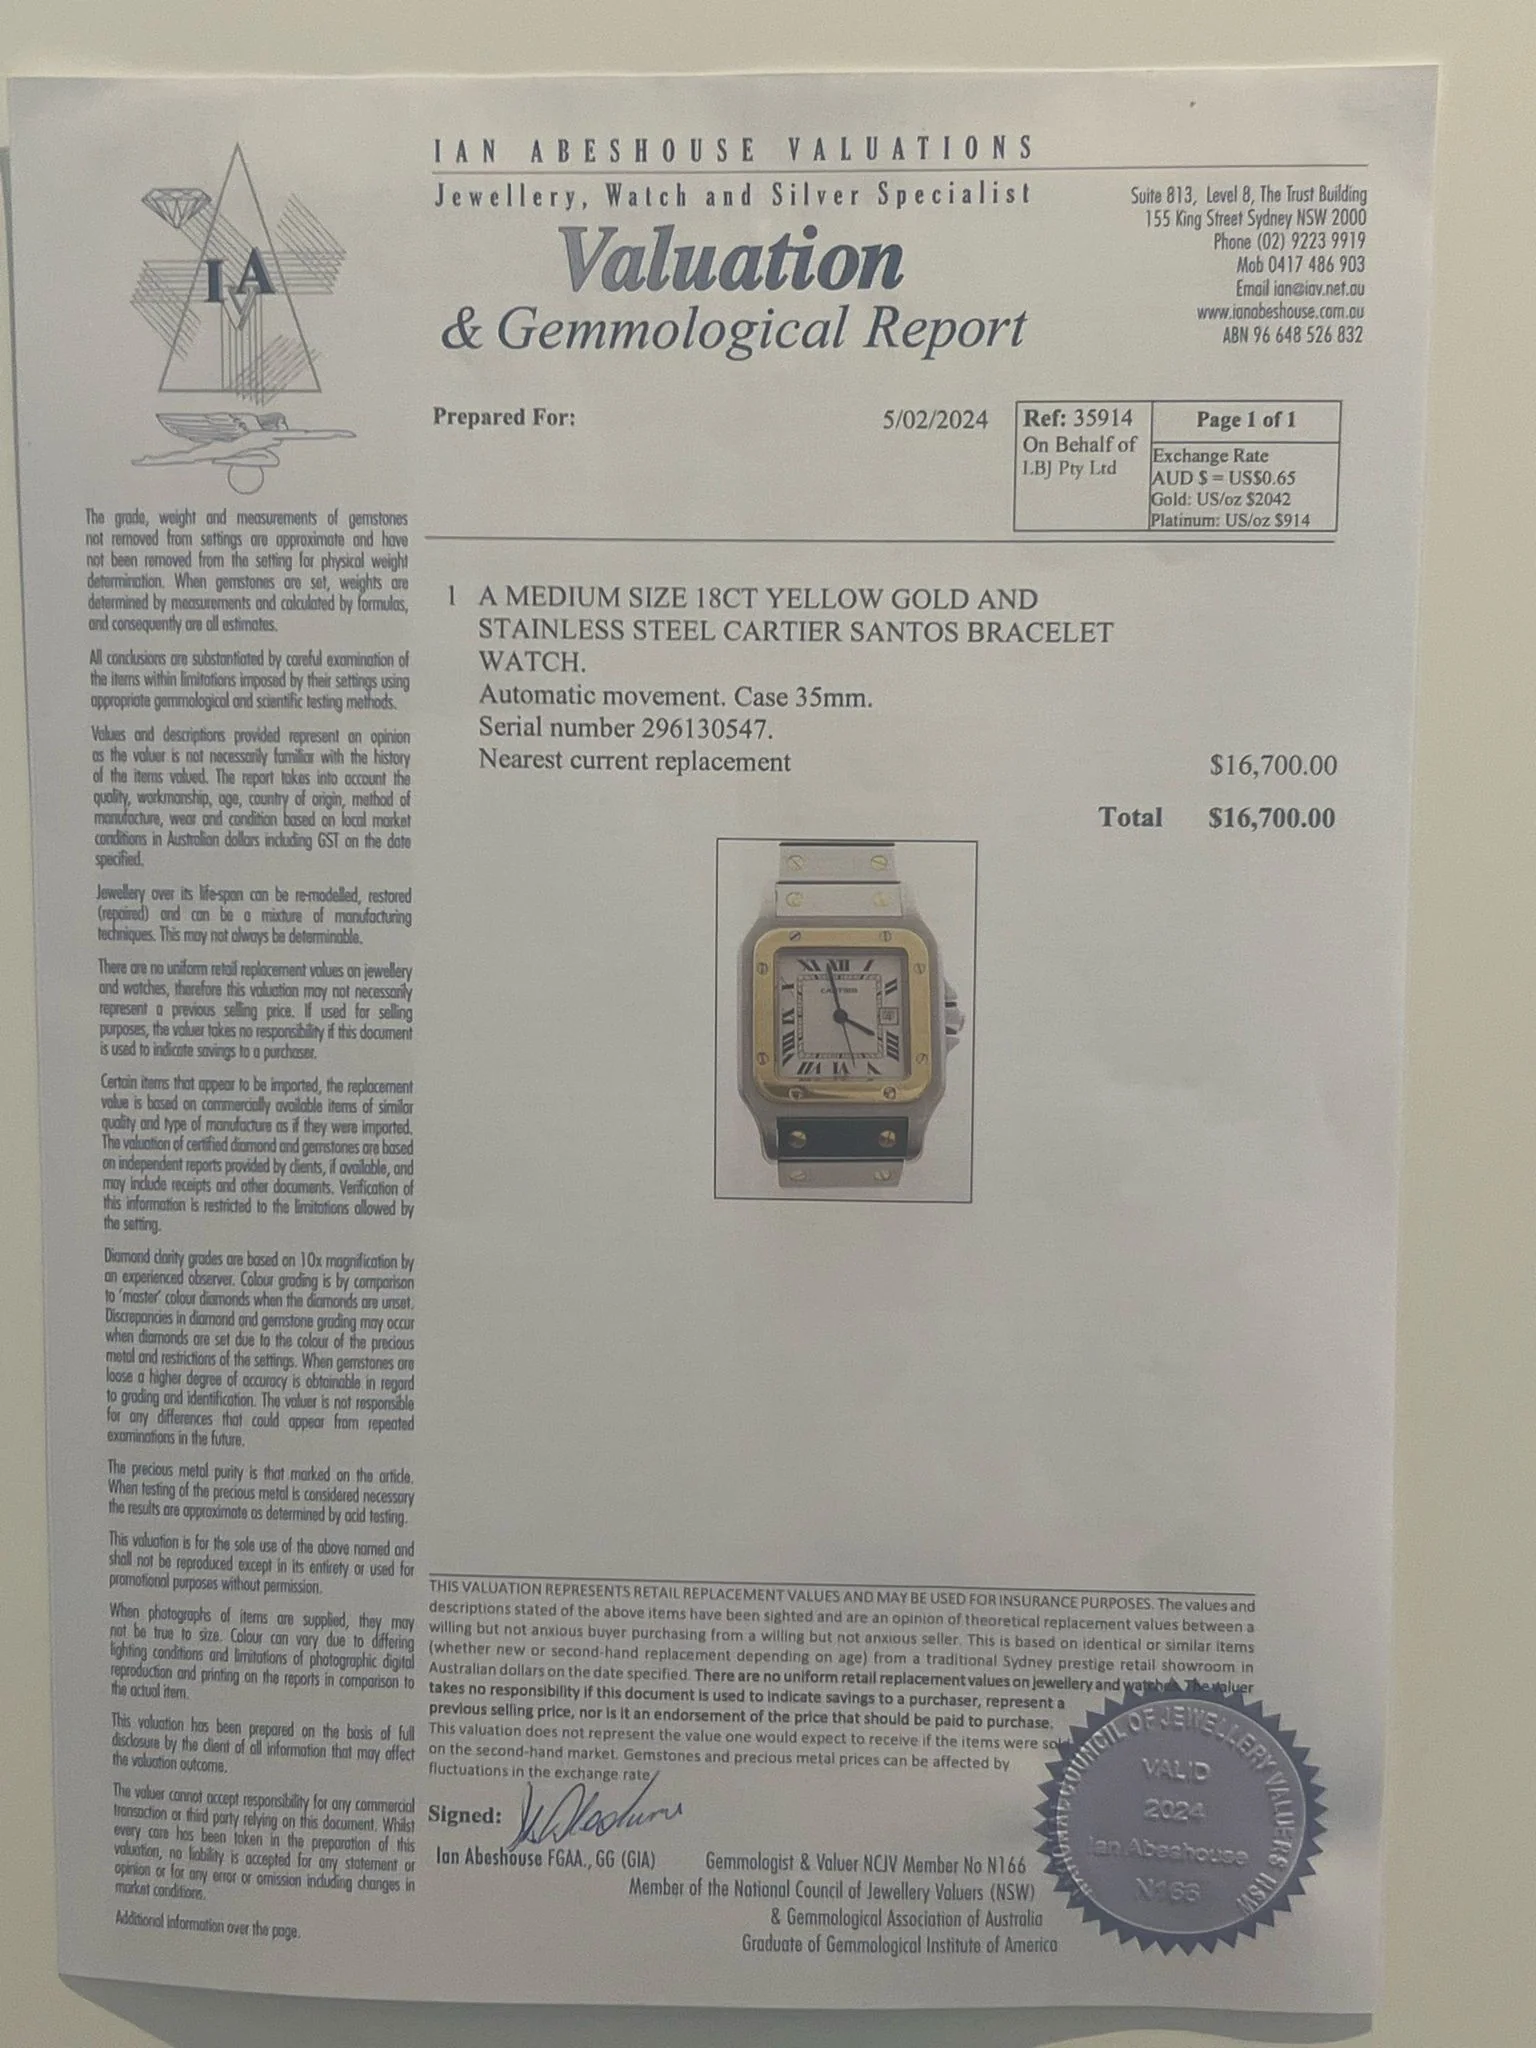 IAN ABESHOUSE VALUATIONS
Jewellery, Watch and Silver Specialist
Valuation
& Gemmological Report
Suite 813, Level 8, The Trust Building
155 King Street Sydney NSW 2000
Phone (02) 9223 9919
Mob 0417 486 903
Email ian@iav.net.au
www.ianabeshouse.com.au
ABN 96 648 526 832
IVA
Prepared For:
5/02/2024
Ref: 35914
On Behalf of
LBJ Pty Ltd
Page 1 of 1
Exchange Rate
AUD $ = US$0.65
Gold: US/oz $2042
Platinum: US/oz $914
The grade, weight and measurements of gemstones
not removed from settings are approximate and have
not been removed from the setting for physical weight
determination. When gemstones are set, weights are
determined by measurements and calculated by formulas,
and consequently are all estimates.
All conclusions are substantiated by careful examination of
the items within limitations imposed by their settings using
appropriate gemmological and scientific testing methods.
Values and descriptions provided represent an opinion
as the valuer is not necessarily familiar with the history
of the items valued. The report takes into account the
quality, workmanship, age, country of origin, method of
manufacture, wear and condition based on local market
conditions in Australian dollars including GST on the date
specified.
Jewellery over its life-span can be re-modelled, restored
(repaired) and can be a mixture of manufacturing
techniques. This may not always be determinable.
There are no uniform retail replacement values on jewellery
and watches, therefore this valuation may not necessarily
represent a previous selling price. If used for selling
purposes, the valuer takes no responsibility if this document
is used to indicate savings to a purchaser.
Certain items that appear to be imported, the replacement
value is based on commercially available items of similar
quality and type of manufacture as if they were imported.
The valuation of certified diamond and gemstones are based
on independent reports provided by clients, if available, and
may include receipts and other documents. Verification of
this information is restricted to the limitations allowed by
the setting.
Diamond clarity grades are based on 10x magnification by
an experienced observer. Colour grading is by comparison
to 'master' colour diamonds when the diamonds are unset.
Discrepancies in diamond and gemstone grading may occur
when diamonds are set due to the colour of the precious
metal and restrictions of the settings. When gemstones are
loose a higher degree of accuracy is obtainable in regard
to grading and identification. The valuer is not responsible
for any differences that could appear from repeated
examinations in the future.
The precious metal purity is that marked on the article.
When testing of the precious metal is considered necessary
the results are approximate as determined by acid testing.
This valuation is for the sole use of the above named and
shall not be reproduced except in its entirety or used for
promotional purposes without permission.
When photographs of items are supplied, they may
not be true to size. Colour can vary due to differing
lighting conditions and limitations of photographic digital
reproduction and printing on the reports in comparison to
the actual item.
This valuation has been prepared on the basis of full
disclosure by the client of all information that may affect
the valuation outcome.
The valuer cannot accept responsibility for any commercial
transaction or third party relying on this document. Whilst
every care has been taken in the preparation of this
valuation, no liability is accepted for any statement or
opinion or for any error or omission including changes in
market conditions.
Additional information over the page.
1 A MEDIUM SIZE 18CT YELLOW GOLD AND
STAINLESS STEEL CARTIER SANTOS BRACELET
WATCH.
Automatic movement. Case 35mm.
Serial number 296130547.
Nearest current replacement $16,700.00
Total $16,700.00
CARTIER
THIS VALUATION REPRESENTS RETAIL REPLACEMENT VALUES AND MAY BE USED FOR INSURANCE PURPOSES. The values and
descriptions stated of the above items have been sighted and are an opinion of theoretical replacement values between a
willing but not anxious buyer purchasing from a willing but not anxious seller. This is based on identical or similar items
(whether new or second-hand replacement depending on age) from a traditional Sydney prestige retail showroom in
Australian dollars on the date specified. There are no uniform retail replacement values on jewellery and watches. The valuer
takes no responsibility if this document is used to indicate savings to a purchaser, represent a
previous selling price, nor is it an endorsement of the price that should be paid to purchase.
This valuation does not represent the value one would expect to receive if the items were sold
on the second-hand market. Gemstones and precious metal prices can be affected by
fluctuations in the exchange rate
Signed:
Ian Abeshouse FGAA., GG (GIA) Gemmologist & Valuer NCJV Member No N166
Member of the National Council of Jewellery Valuers (NSW)
& Gemmological Association of Australia
Graduate of Gemmological Institute of America
NATIONAL COUNCIL OF JEWELLERY VALUERS NSW
VALID
2024
Ian Abeshouse
N166